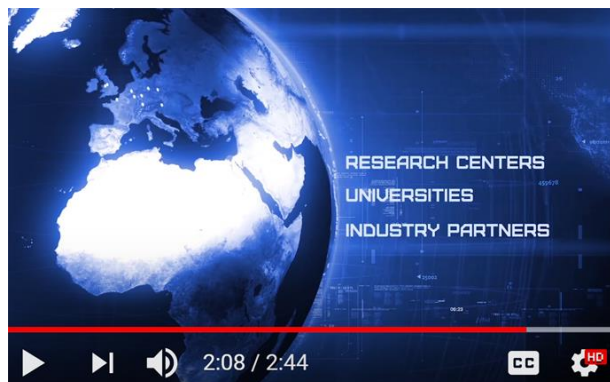 RESEARCH CENTERS
UNIVERSITIES
INDUSTRY PARTNERS
2:08 / 2:44
CC
HD